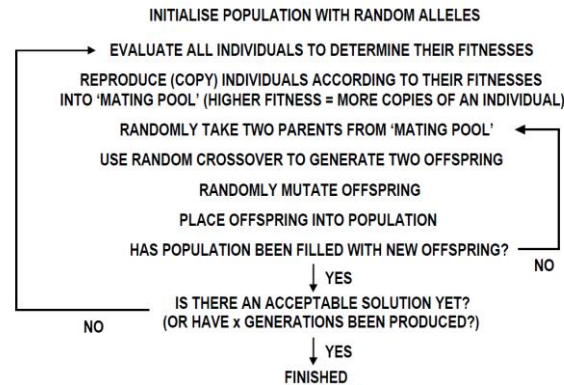 INITIALISE POPULATION WITH RANDOM ALLELES
EVALUATE ALL INDIVIDUALS TO DETERMINE THEIR FITNESSES
REPRODUCE (COPY) INDIVIDUALS ACCORDING TO THEIR FITNESSES
INTO ‘MATING POOL’ (HIGHER FITNESS = MORE COPIES OF AN INDIVIDUAL)
RANDOMLY TAKE TWO PARENTS FROM ‘MATING POOL’
USE RANDOM CROSSOVER TO GENERATE TWO OFFSPRING
RANDOMLY MUTATE OFFSPRING
PLACE OFFSPRING INTO POPULATION
HAS POPULATION BEEN FILLED WITH NEW OFFSPRING?
NO
YES
IS THERE AN ACCEPTABLE SOLUTION YET?
(OR HAVE x GENERATIONS BEEN PRODUCED?)
NO
YES
FINISHED